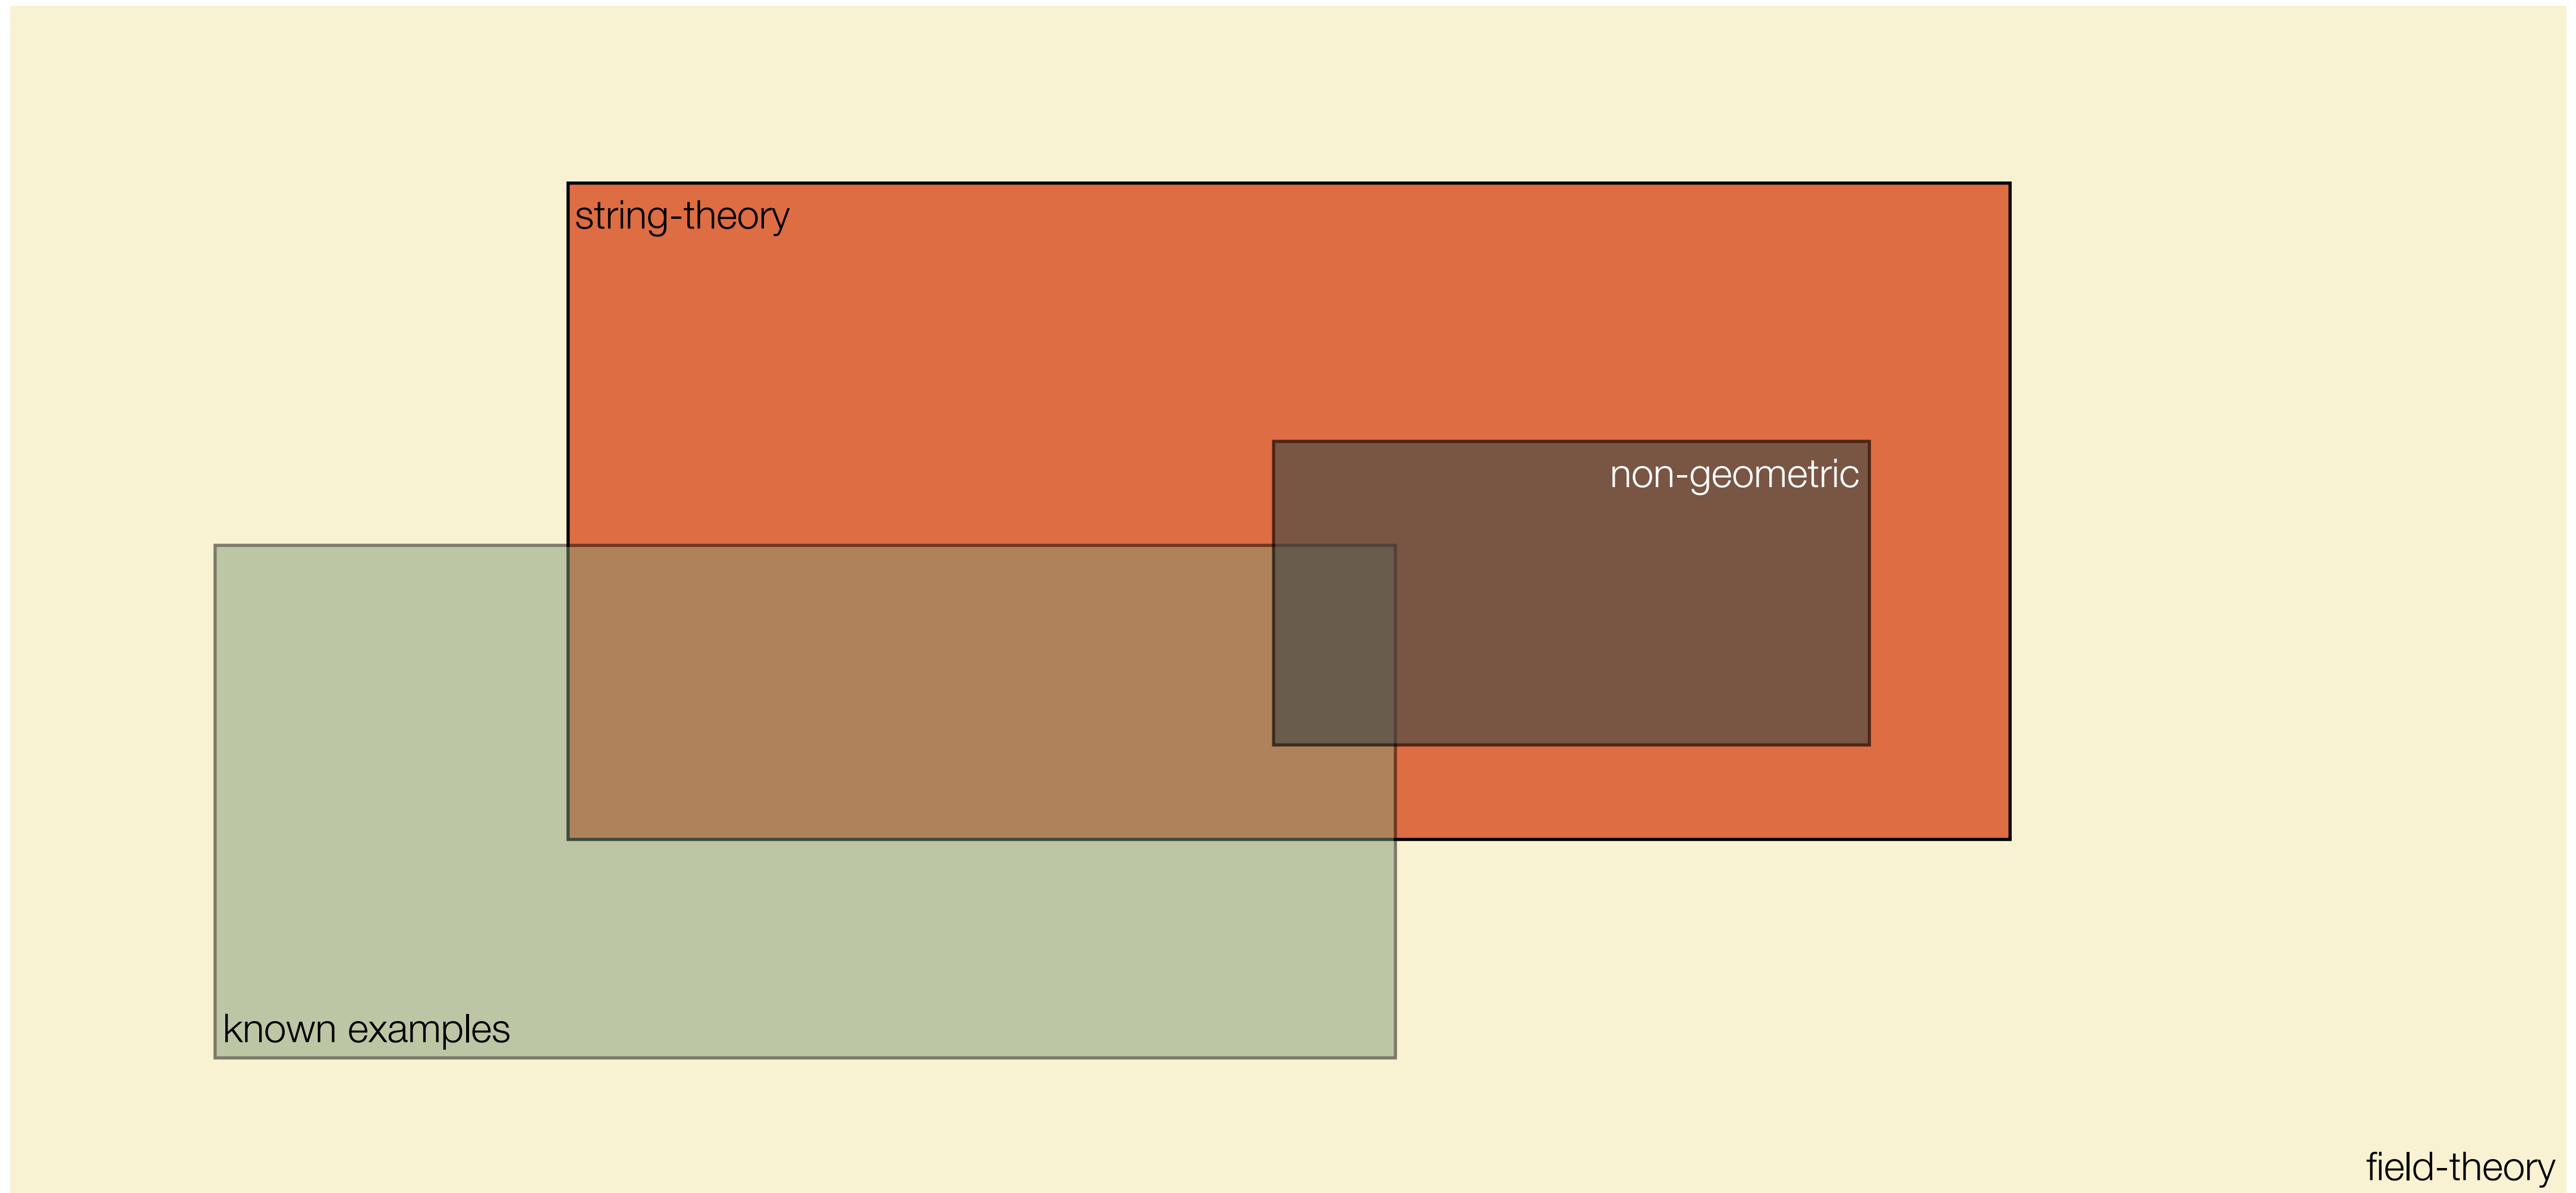 string-theory
non-geometric
known examples
field-theory